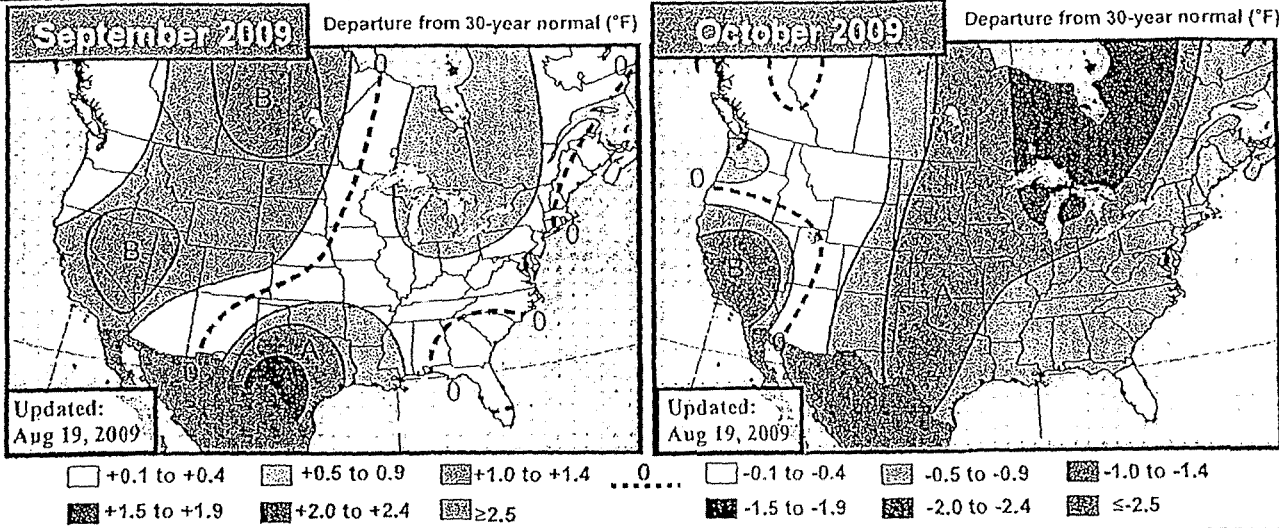 September 2009
Departure from 30-year normal (°F)
0
0
B
B
0
0
A
0
0
Updated:
Aug 19, 2009
October 2009
Departure from 30-year normal (°F)
0
B
A
0
Updated:
Aug 19, 2009
+0.1 to +0.4
+0.5 to 0.9
+1.0 to +1.4
+1.5 to +1.9
+2.0 to +2.4
≥2.5
0
-0.1 to -0.4
-0.5 to -0.9
-1.0 to -1.4
-1.5 to -1.9
-2.0 to -2.4
≤-2.5